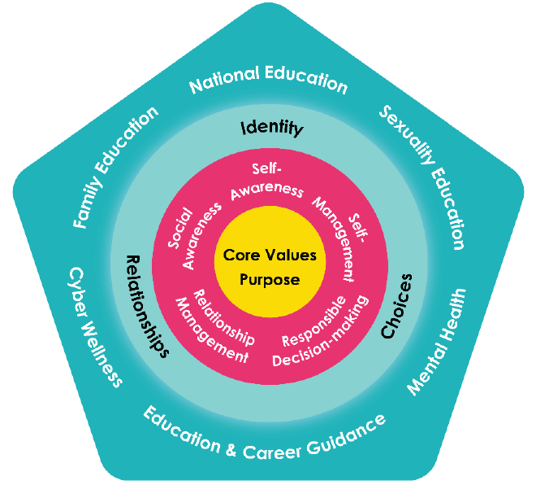 National Education
Family Education
Sexuality Education
Identity
Self-
Awareness
Social
Awareness
Self-
Management
Core Values
Purpose
Relationships
Choices
Relationship
Management
Responsible
Decision-making
Cyber Wellness
Mental Health
Education & Career Guidance